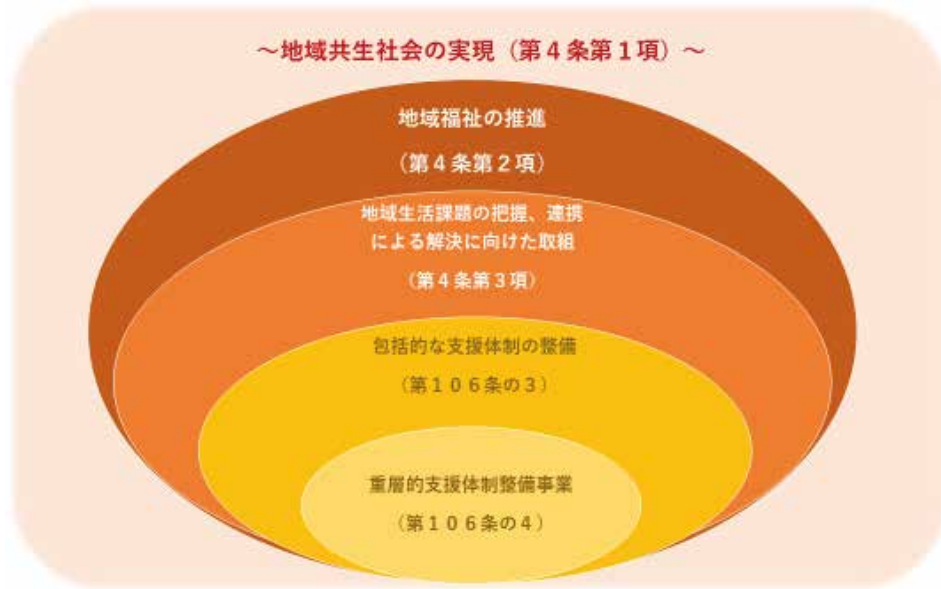 ～地域共生社会の実現（第４条第１項）～
地域福祉の推進
（第４条第２項）
地域生活課題の把握、連携
による解決に向けた取組
（第４条第３項）
包括的な支援体制の整備
（第１０６条の３）
重層的支援体制整備事業
（第１０６条の４）